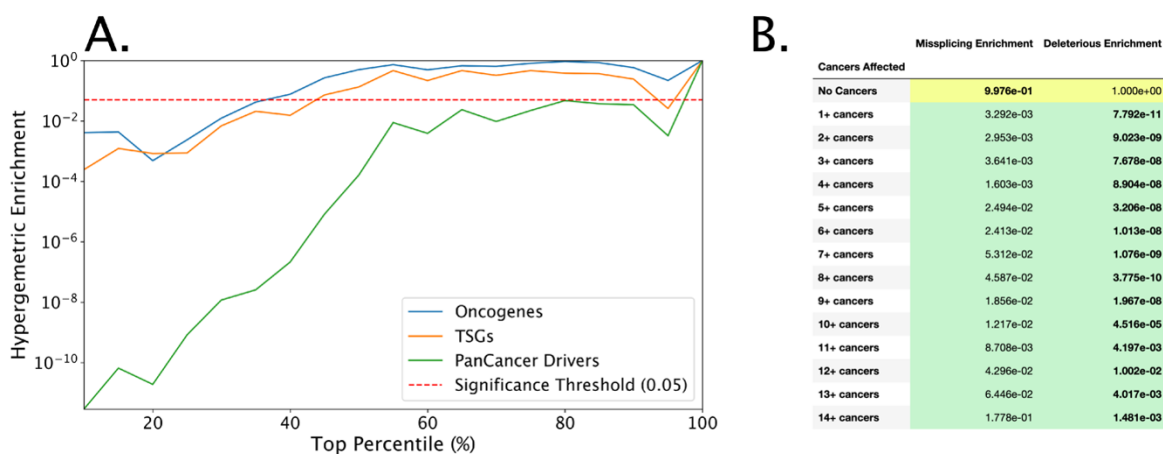 A.
Hypergemetric Enrichment
10^0
10^-2
10^-4
10^-6
10^-8
10^-10
20
40
60
80
100
Top Percentile (%)
Oncogenes
TSGs
PanCancer Drivers
Significance Threshold (0.05)
B.
Missplicing Enrichment Deleterious Enrichment
Cancers Affected
No Cancers 9.976e-01 1.000e+00
1+ cancers 3.292e-03 7.792e-11
2+ cancers 2.953e-03 9.023e-09
3+ cancers 3.641e-03 7.678e-08
4+ cancers 1.603e-03 8.904e-08
5+ cancers 2.494e-02 3.206e-08
6+ cancers 2.413e-02 1.013e-08
7+ cancers 5.312e-02 1.076e-09
8+ cancers 4.587e-02 3.775e-10
9+ cancers 1.856e-02 1.967e-08
10+ cancers 1.217e-02 4.516e-05
11+ cancers 8.708e-03 4.197e-03
12+ cancers 4.296e-02 1.002e-02
13+ cancers 6.446e-02 4.017e-03
14+ cancers 1.778e-01 1.481e-03